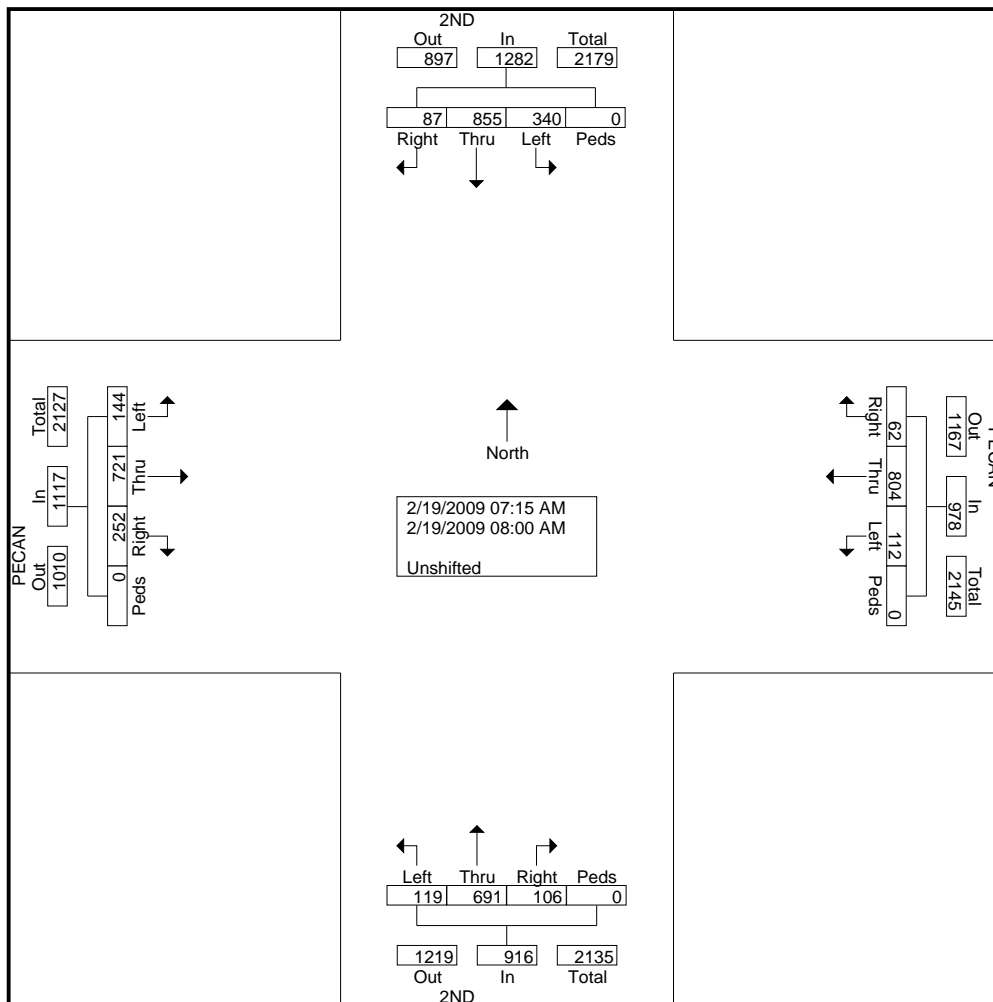 2ND
Out In Total
897 1282 2179
87 855 340 0
Right Thru Left Peds
Total In Out
2127 1117 1010
PECAN
144 721 252 0
Left Thru Right Peds
North
2/19/2009 07:15 AM
2/19/2009 08:00 AM
Unshifted
Right Thru Left Peds
62 804 112 0
Out In Total
1167 978 2145
PECAN
Left Thru Right Peds
119 691 106 0
1219 916 2135
Out In Total
2ND